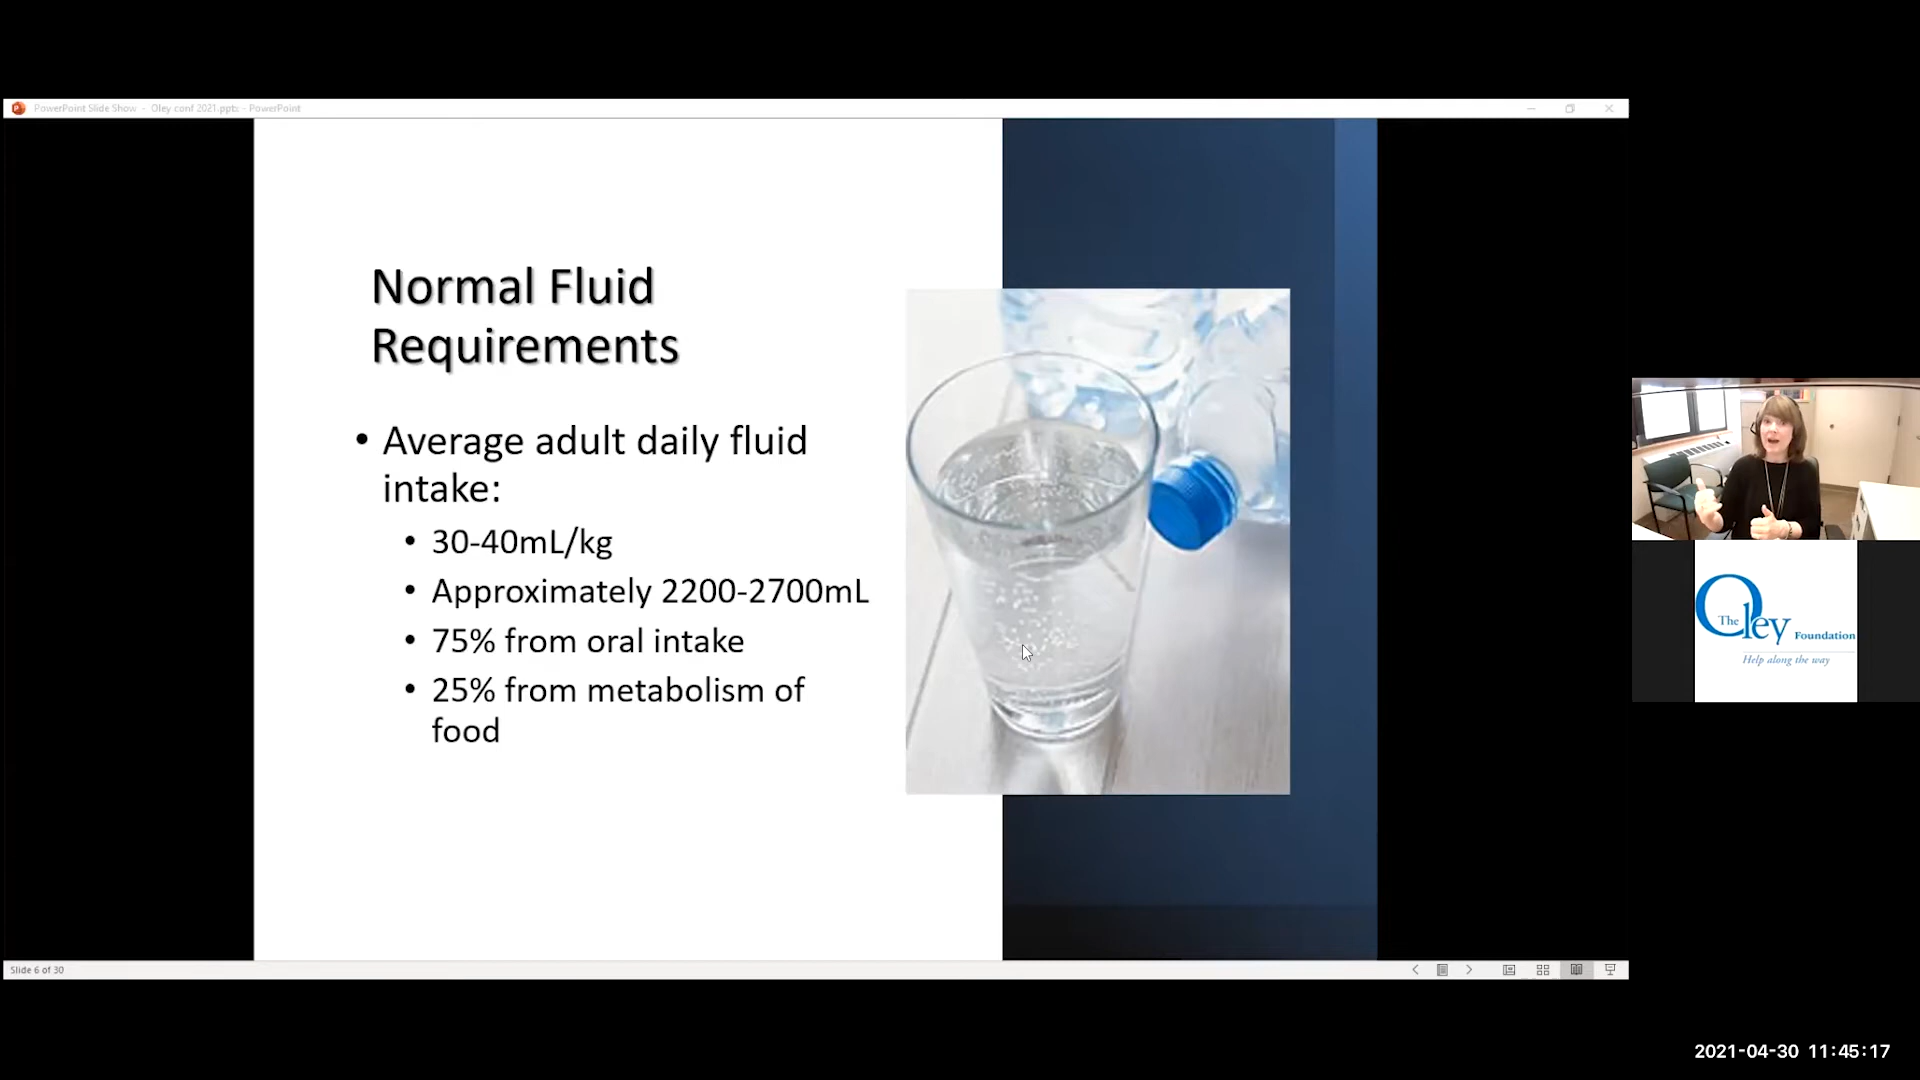 PowerPoint Slide Show - Oley conf 2021.pptx - PowerPoint
Normal Fluid
Requirements
• Average adult daily fluid
intake:
• 30-40mL/kg
• Approximately 2200-2700mL
• 75% from oral intake
• 25% from metabolism of
food
The Oley Foundation
Help along the way
Slide 6 of 30
2021-04-30 11:45:17